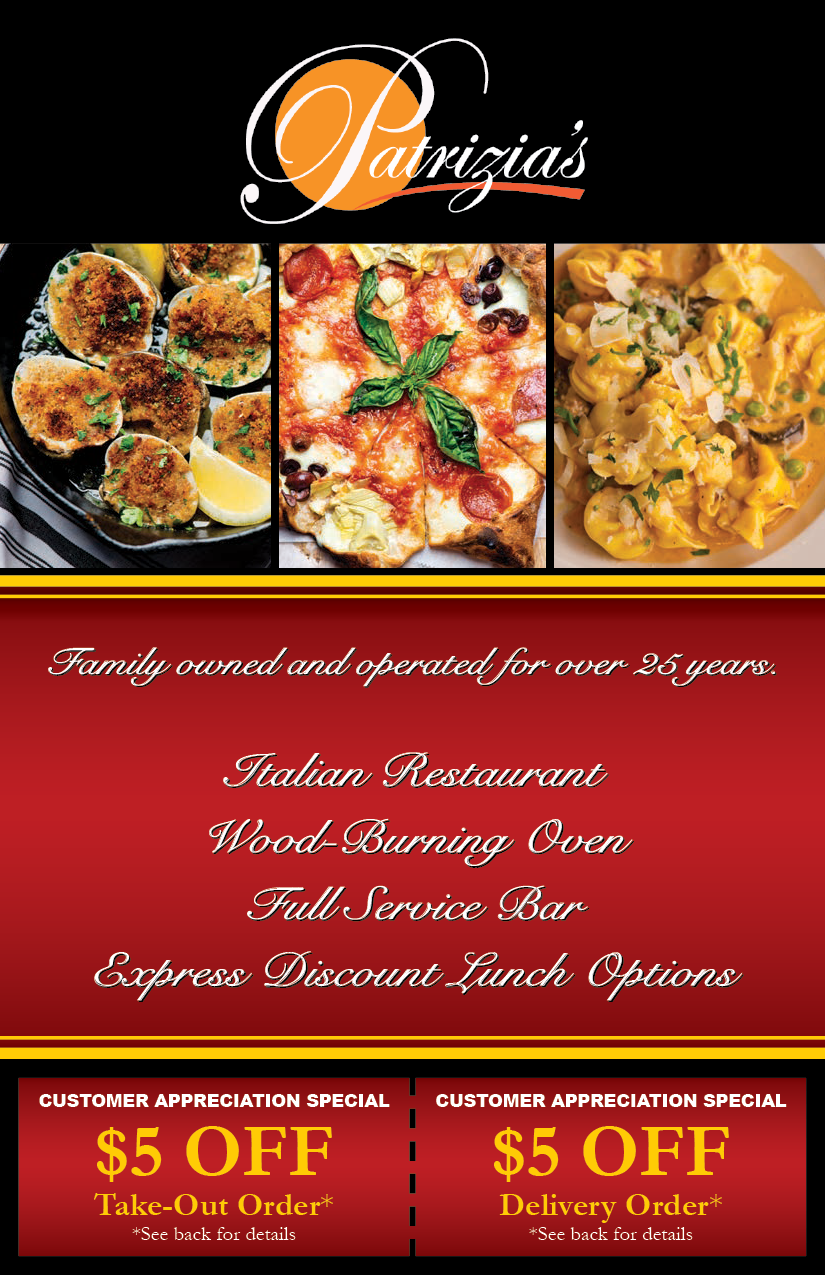 Patrizia's
Family owned and operated for over 25 years.
Italian Restaurant
Wood-Burning Oven
Full Service Bar
Express Discount Lunch Options
CUSTOMER APPRECIATION SPECIAL
$5 OFF
Take-Out Order*
*See back for details
CUSTOMER APPRECIATION SPECIAL
$5 OFF
Delivery Order*
*See back for details